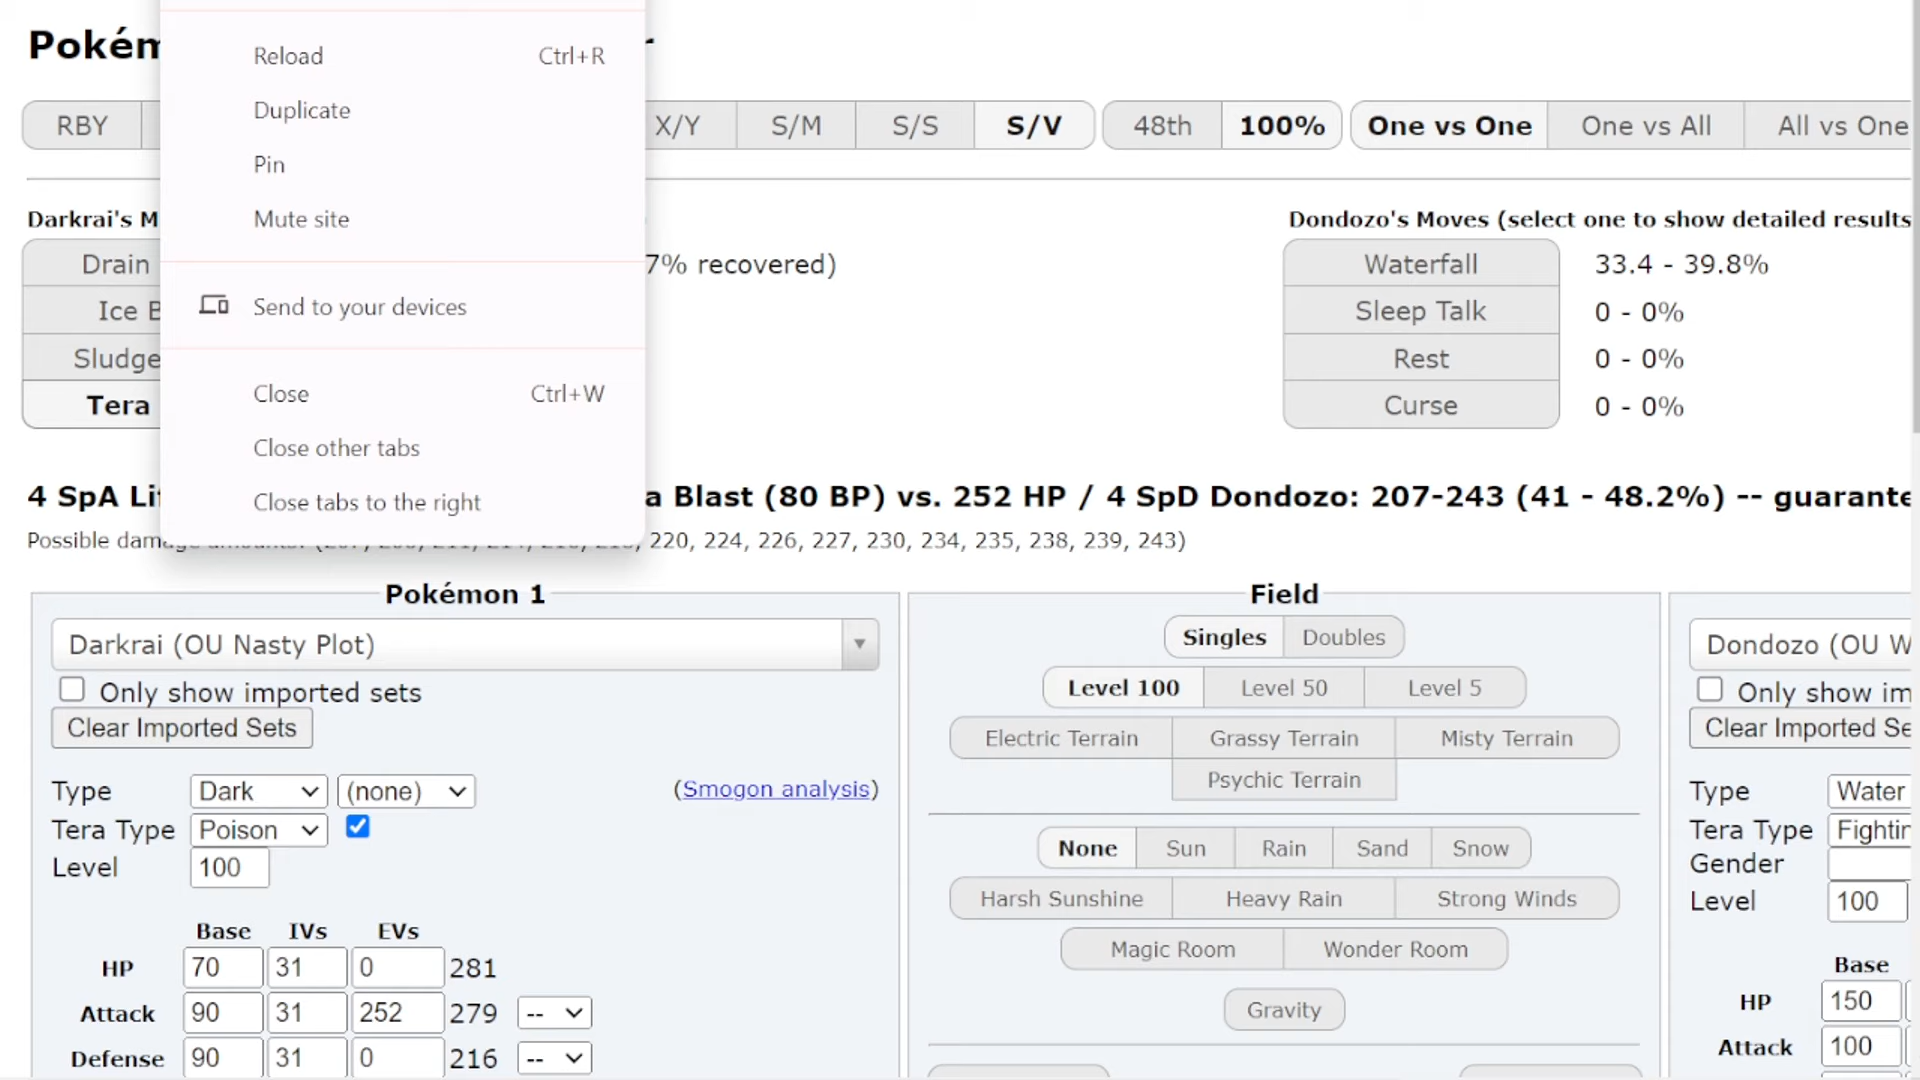 Pokém
Reload Ctrl+R
Duplicate
Pin
Mute site
Send to your devices
Close Ctrl+W
Close other tabs
Close tabs to the right
RBY X/Y S/M S/S S/V 48th 100% One vs One One vs All All vs One
Darkrai's M
Drain 7% recovered)
Ice B
Sludge
Tera
Dondozo's Moves (select one to show detailed results
Waterfall 33.4 - 39.8%
Sleep Talk 0 - 0%
Rest 0 - 0%
Curse 0 - 0%
4 SpA Lif a Blast (80 BP) vs. 252 HP / 4 SpD Dondozo: 207-243 (41 - 48.2%) -- guarante
Possible damage amounts: 220, 224, 226, 227, 230, 234, 235, 238, 239, 243)
Pokémon 1
Darkrai (OU Nasty Plot)
Only show imported sets
Clear Imported Sets
Type Dark (none) (Smogon analysis)
Tera Type Poison
Level 100
Base IVs EVs
HP 70 31 0 281
Attack 90 31 252 279 --
Defense 90 31 0 216 --
Field
Singles Doubles
Level 100 Level 50 Level 5
Electric Terrain Grassy Terrain Misty Terrain
Psychic Terrain
None Sun Rain Sand Snow
Harsh Sunshine Heavy Rain Strong Winds
Magic Room Wonder Room
Gravity
Dondozo (OU W
Only show im
Clear Imported Se
Type Water
Tera Type Fightin
Gender
Level 100
Base
HP 150
Attack 100